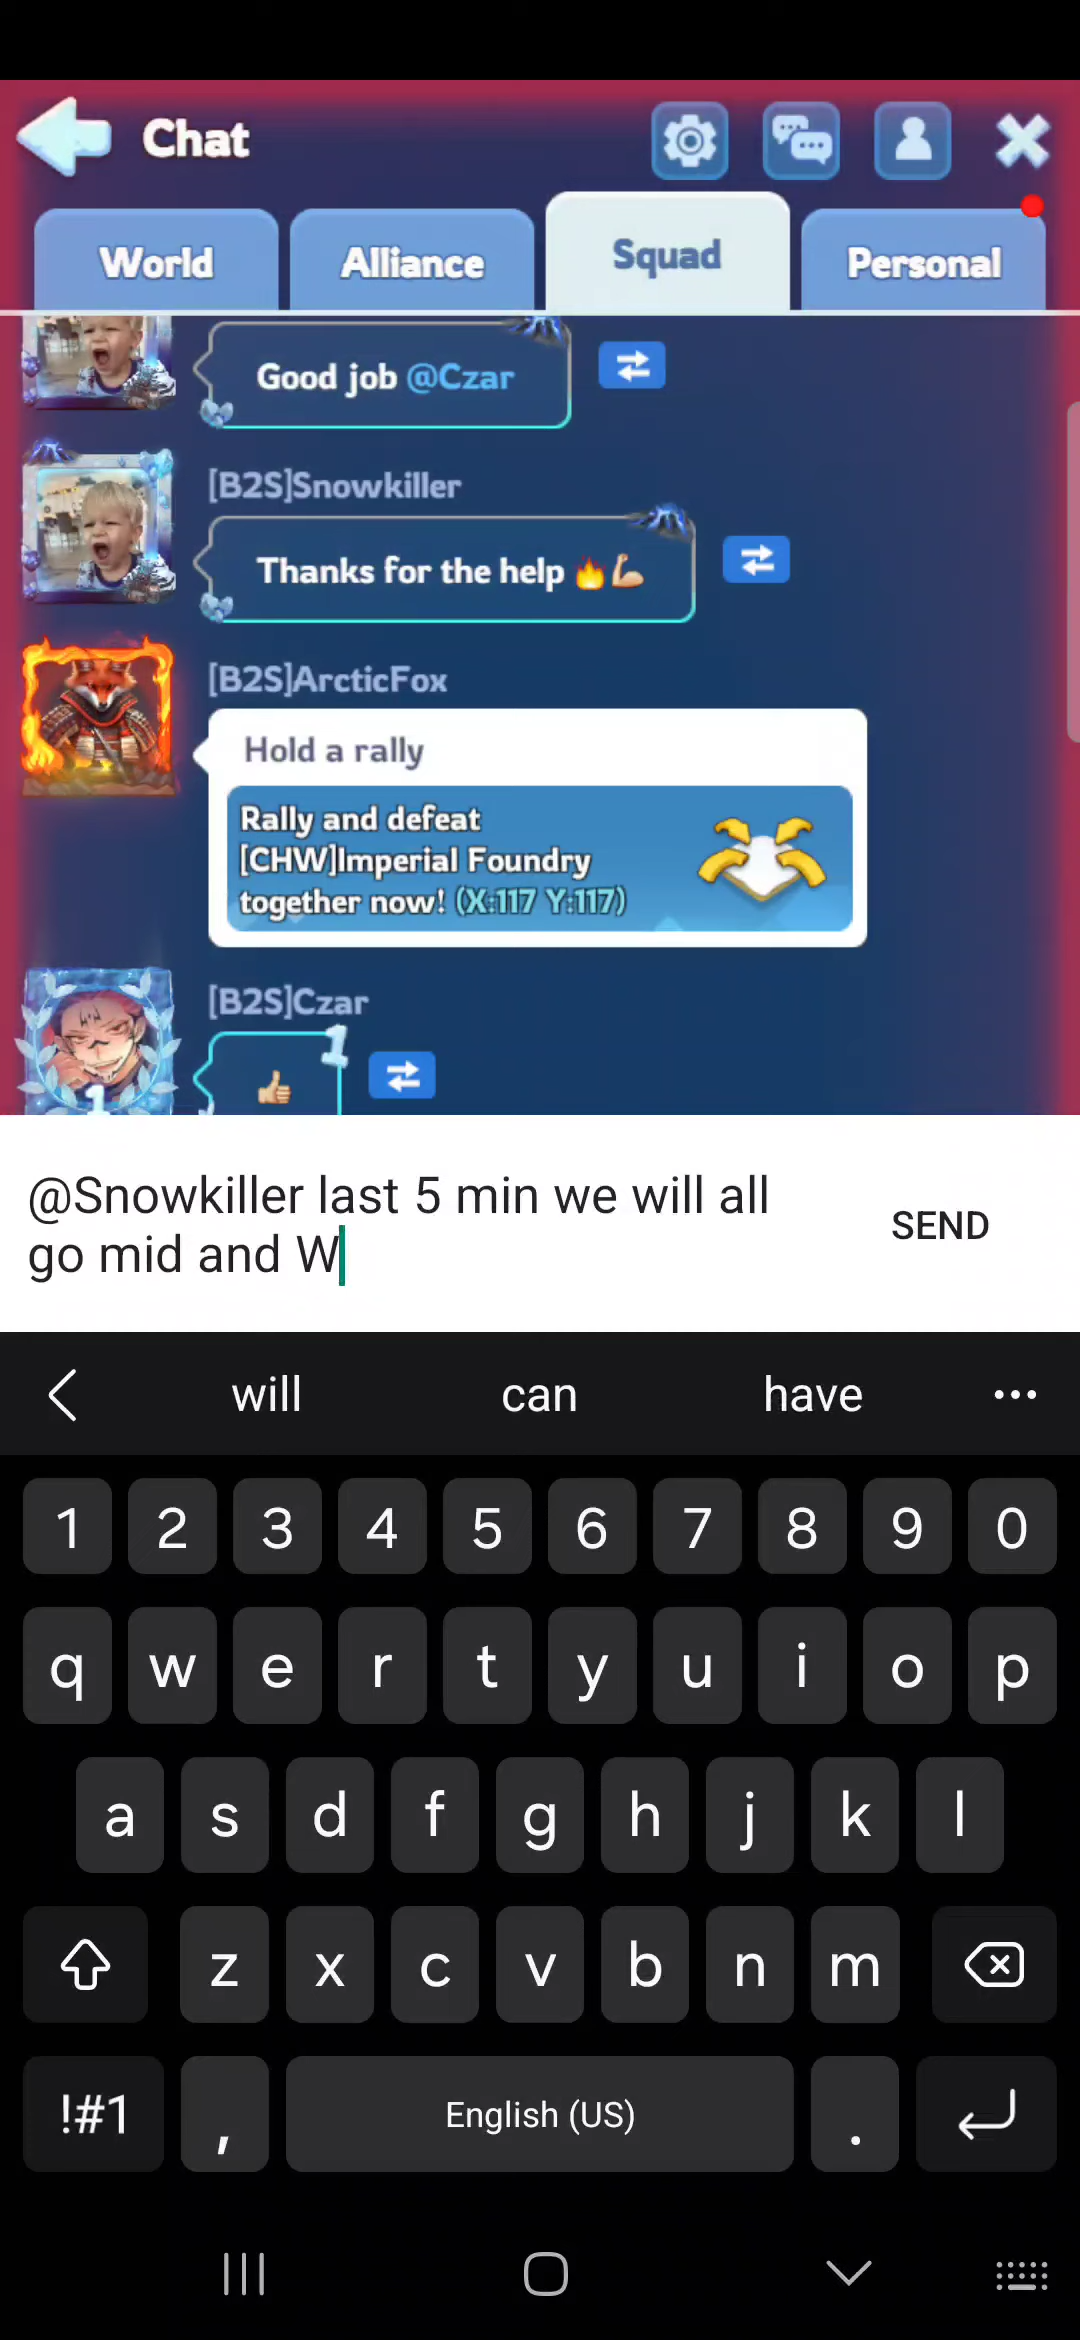 Chat
World
Alliance
Squad
Personal
Good job @Czar
[B2S]Snowkiller
Thanks for the help 🔥💪🏼
[B2S]ArcticFox
Hold a rally
Rally and defeat
[CHW]Imperial Foundry
together now! (X:117 Y:117)
[B2S]Czar
1
👍🏼
1
@Snowkiller last 5 min we will all
go mid and W
SEND
will can have
1 2 3 4 5 6 7 8 9 0
q w e r t y u i o p
a s d f g h j k l
z x c v b n m
!#1 , English (US) .